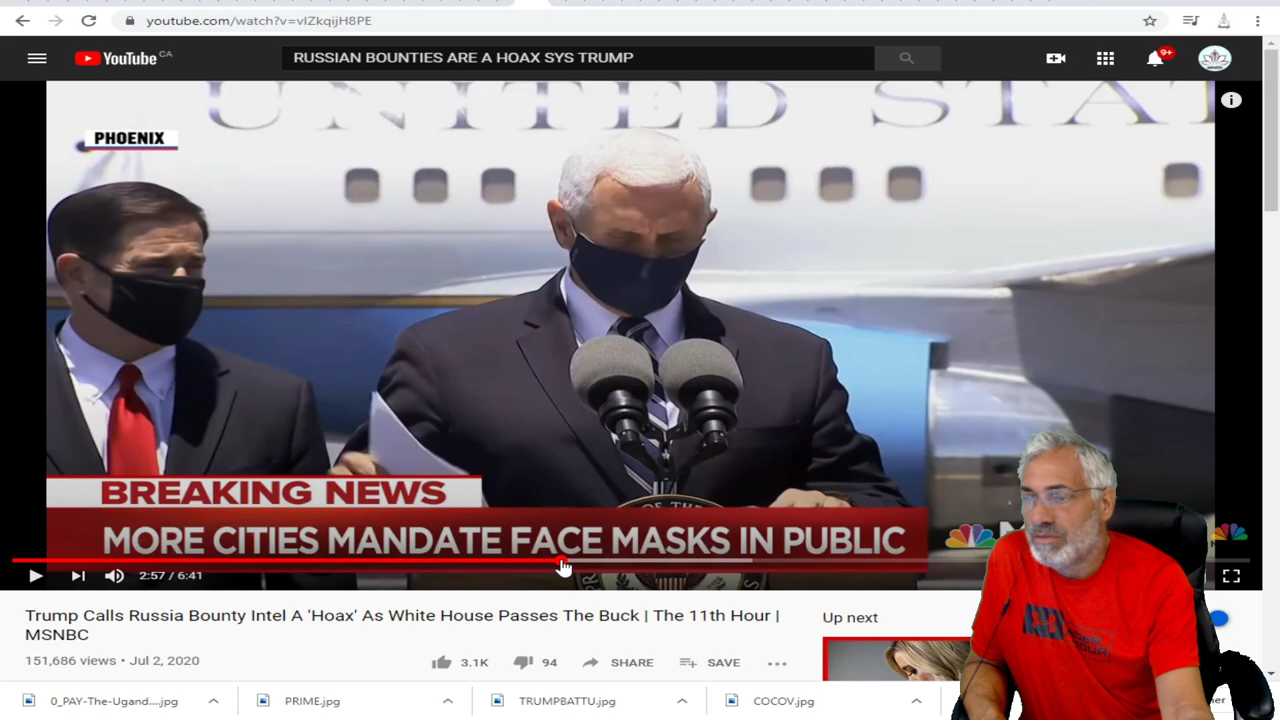 youtube.com/watch?v=vIZkqijH8PE
YouTube CA
RUSSIAN BOUNTIES ARE A HOAX SYS TRUMP
9+
UNITED STAT
PHOENIX
BREAKING NEWS
MORE CITIES MANDATE FACE MASKS IN PUBLIC
2:57 / 6:41
Trump Calls Russia Bounty Intel A 'Hoax' As White House Passes The Buck | The 11th Hour |
MSNBC
Up next
151,686 views • Jul 2, 2020
3.1K
94
SHARE
SAVE
0_PAY-The-Ugand....jpg
PRIME.jpg
TRUMPBATTU.jpg
COCOV.jpg